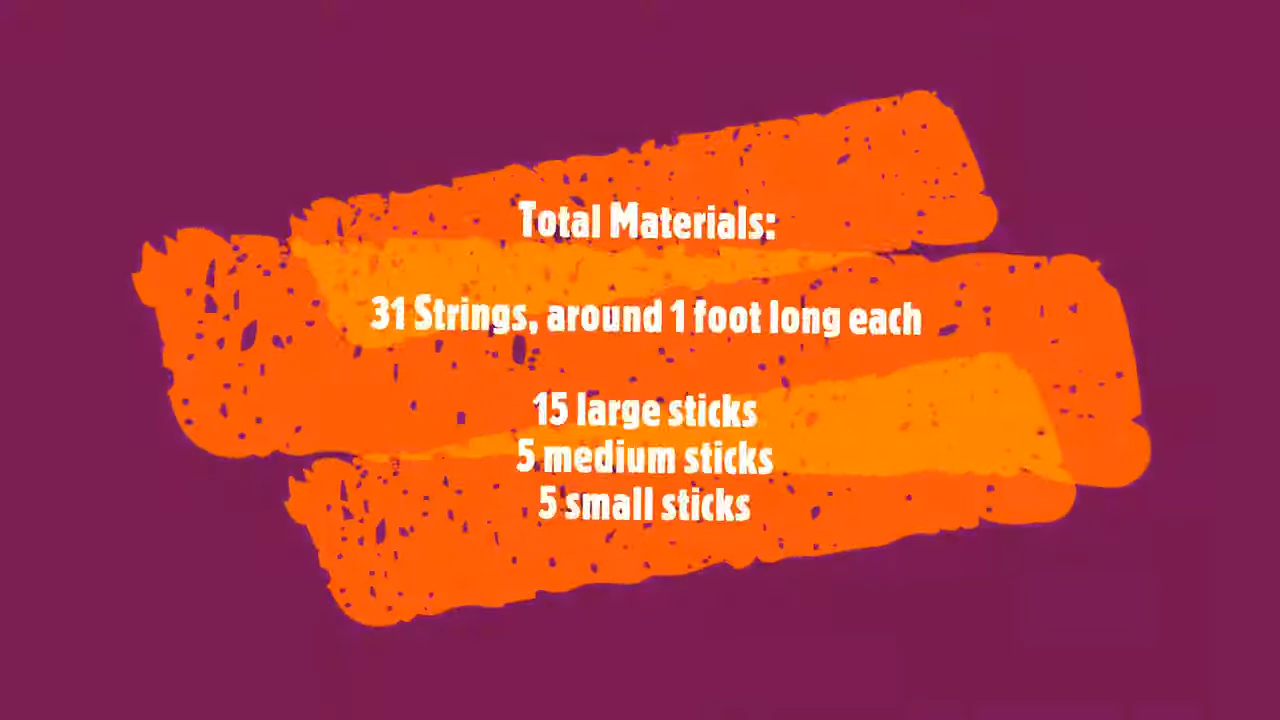 Total Materials:
31 Strings, around 1 foot long each
15 large sticks
5 medium sticks
5 small sticks